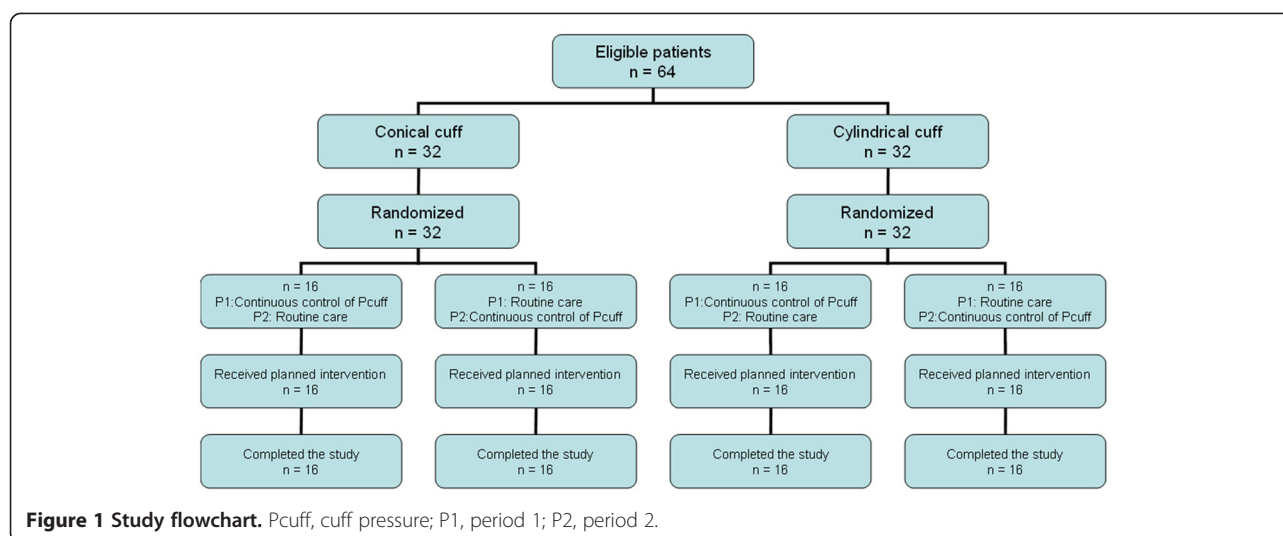 Eligible patients
n = 64
Conical cuff
n = 32
Cylindrical cuff
n = 32
Randomized
n = 32
Randomized
n = 32
n = 16
P1:Continuous control of Pcuff
P2: Routine care
n = 16
P1: Routine care
P2:Continuous control of Pcuff
n = 16
P1:Continuous control of Pcuff
P2: Routine care
n = 16
P1: Routine care
P2:Continuous control of Pcuff
Received planned intervention
n = 16
Received planned intervention
n = 16
Received planned intervention
n = 16
Received planned intervention
n = 16
Completed the study
n = 16
Completed the study
n = 16
Completed the study
n = 16
Completed the study
n = 16
Figure 1 Study flowchart. Pcuff, cuff pressure; P1, period 1; P2, period 2.